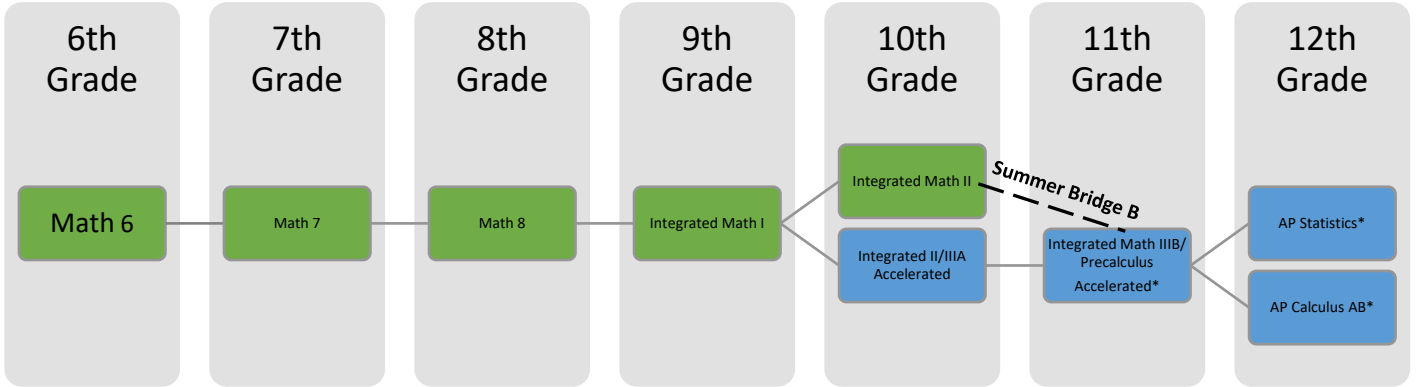 6th
Grade
7th
Grade
8th
Grade
9th
Grade
10th
Grade
11th
Grade
12th
Grade
Math 6
Math 7
Math 8
Integrated Math I
Integrated Math II
Integrated II/IIIA
Accelerated
Summer Bridge B
Integrated Math IIIB/
Precalculus
Accelerated*
AP Statistics*
AP Calculus AB*